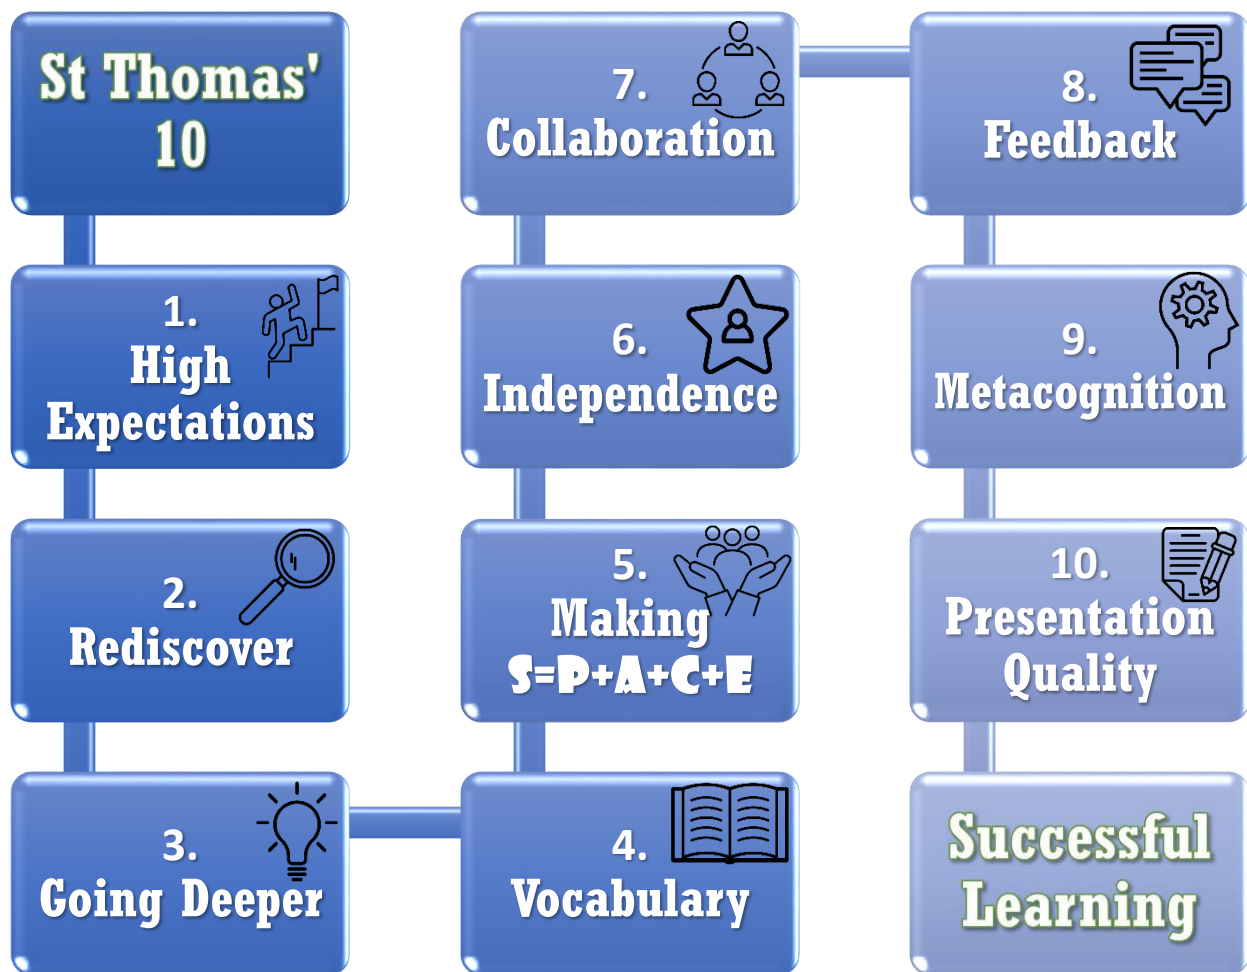 St Thomas'
10
1.
High
Expectations
2.
Rediscover
3.
Going Deeper
4.
Vocabulary
5.
Making
S=P+A+C+E
6.
Independence
7.
Collaboration
8.
Feedback
9.
Metacognition
10.
Presentation
Quality
Successful
Learning